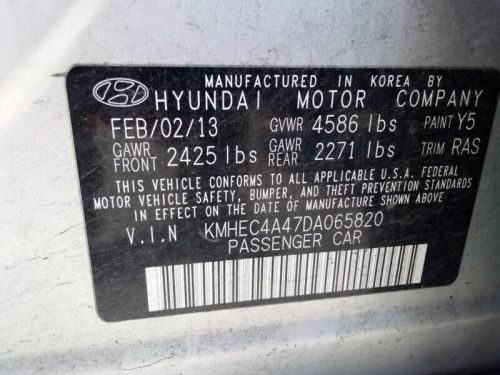 MANUFACTURED IN KOREA BY
HYUNDAI MOTOR COMPANY
FEB/02/13 GVWR 4586 lbs PAINT Y5
GAWR FRONT 2425 lbs GAWR REAR 2271 lbs TRIM RAS
THIS VEHICLE CONFORMS TO ALL APPLICABLE U.S.A. FEDERAL
MOTOR VEHICLE SAFETY, BUMPER, AND THEFT PREVENTION STANDARDS
IN EFFECT ON THE DATE OF MANUFACTURE SHOWN ABOVE.
V.I.N KMHEC4A47DA065820
PASSENGER CAR